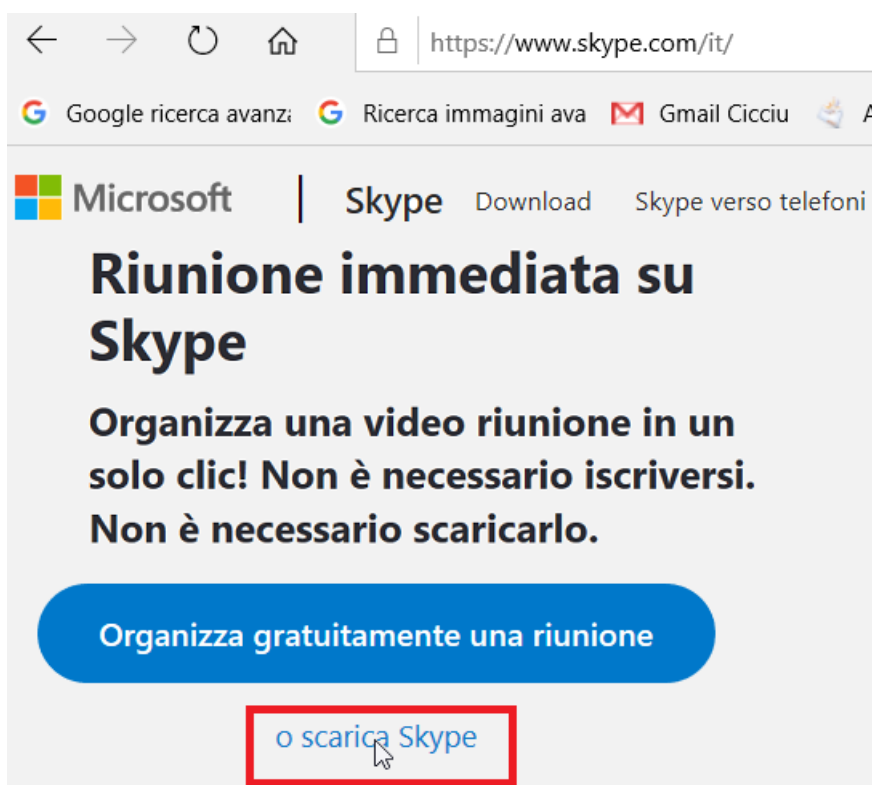 https://www.skype.com/it/
Google ricerca avanz Ricerca immagini ava Gmail Cicciu A
Microsoft Skype Download Skype verso telefoni
Riunione immediata su
Skype
Organizza una video riunione in un
solo clic! Non è necessario iscriversi.
Non è necessario scaricarlo.
Organizza gratuitamente una riunione
o scarica Skype